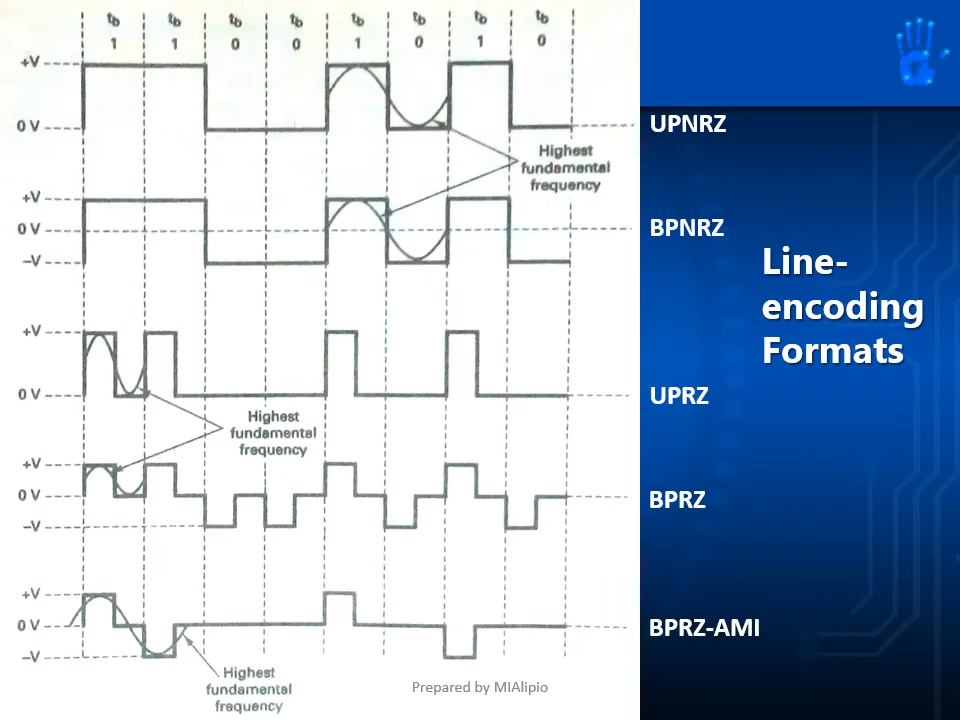 tb tb tb tb tb tb tb tb
1 1 0 0 1 0 1 0
+V
0 V
UPNRZ
Highest
fundamental
frequency
+V
0 V
BPNRZ
–V
Line-
encoding
Formats
+V
0 V
UPRZ
Highest
fundamental
frequency
+V
0 V
BPRZ
–V
+V
0 V
BPRZ-AMI
–V
Highest
fundamental
frequency
Prepared by MIAlipio